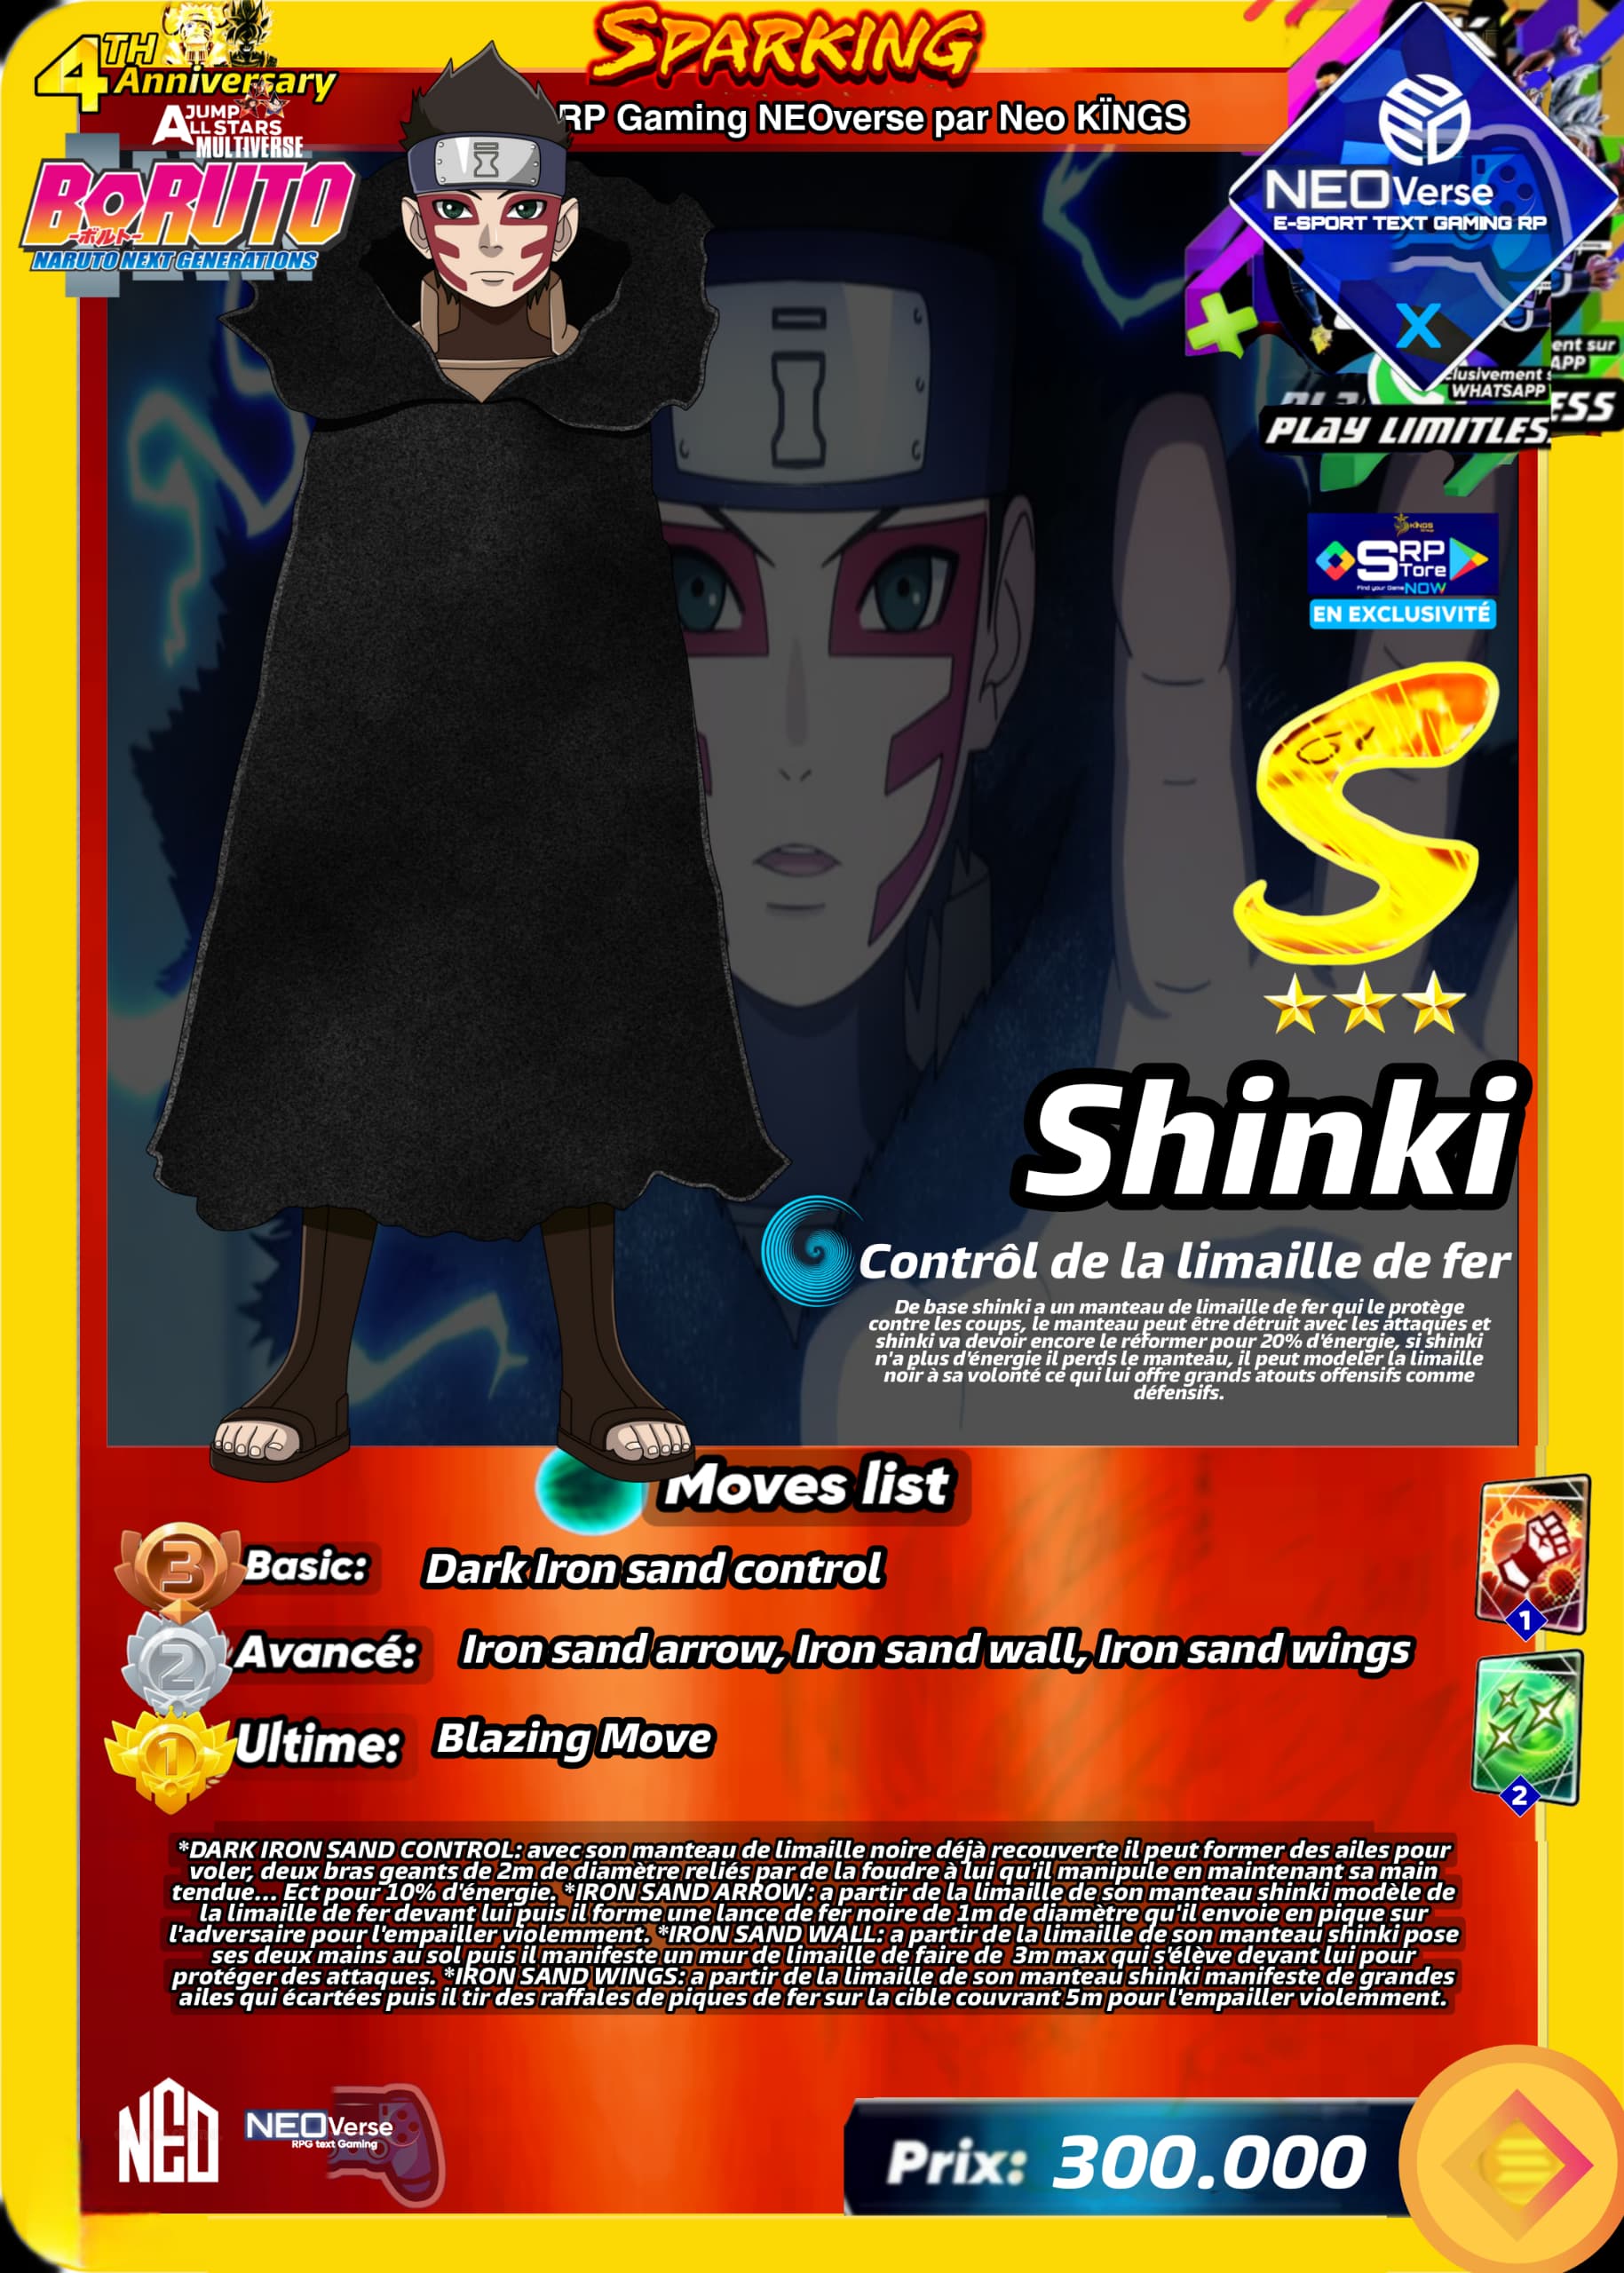 4TH
Anniversary
SPARKING
RP Gaming NEOverse par Neo KÏNGS
JUMP
ALL STARS
MULTIVERSE
BORUTO
-ボルト-
NARUTO NEXT GENERATIONS
NEOVerse
E-SPORT TEXT GAMING RP
X
ent sur
APP
clusivement s
WHATSAPP
ESS
PLAY LIMITLES
KINGS
SRP
Tore
Find your Game NOW
EN EXCLUSIVITÉ
S
Shinki
Contrôl de la limaille de fer
De base shinki a un manteau de limaille de fer qui le protège
contre les coups, le manteau peut être détruit avec les attaques et
shinki va devoir encore le réformer pour 20% d'énergie, si shinki
n'a plus d'énergie il perds le manteau, il peut modeler la limaille
noir à sa volonté ce qui lui offre grands atouts offensifs comme
défensifs.
Moves list
3 Basic: Dark Iron sand control
1
2 Avancé: Iron sand arrow, Iron sand wall, Iron sand wings
1 Ultime: Blazing Move
2
*DARK IRON SAND CONTROL: avec son manteau de limaille noire déjà recouverte il peut former des ailes pour
voler, deux bras geants de 2m de diamètre reliés par de la foudre à lui qu'il manipule en maintenant sa main
tendue... Ect pour 10% d'énergie. *IRON SAND ARROW: a partir de la limaille de son manteau shinki modèle de
la limaille de fer devant lui puis il forme une lance de fer noire de 1m de diamètre qu'il envoie en pique sur
l'adversaire pour l'empailler violemment. *IRON SAND WALL: a partir de la limaille de son manteau shinki pose
ses deux mains au sol puis il manifeste un mur de limaille de faire de 3m max qui s'élève devant lui pour
protéger des attaques. *IRON SAND WINGS: a partir de la limaille de son manteau shinki manifeste de grandes
ailes qui écartées puis il tir des raffales de piques de fer sur la cible couvrant 5m pour l'empailler violemment.
NEO
NEOVerse
RPG text Gaming
Prix: 300.000